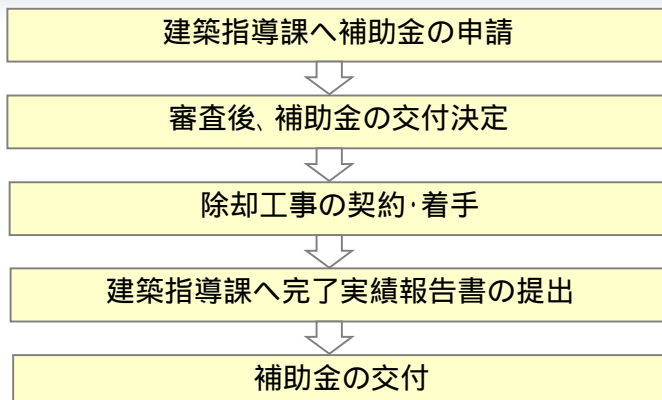 建築指導課へ補助金の申請
審査後、補助金の交付決定
除却工事の契約・着手
建築指導課へ完了実績報告書の提出
補助金の交付